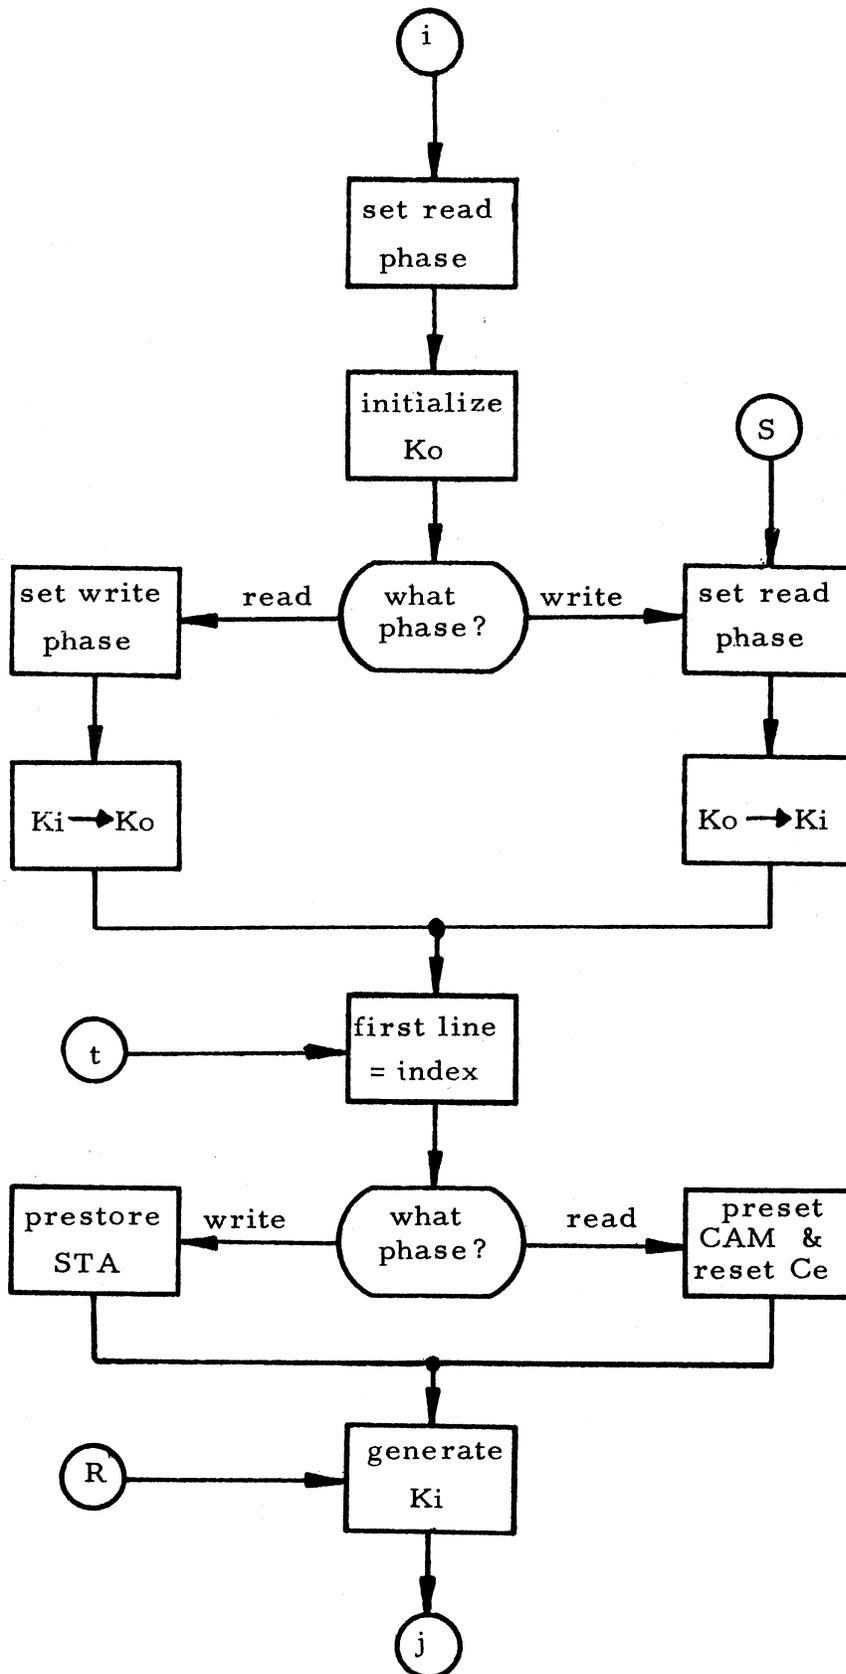 i
set read
phase
initialize
Ko
S
set write
phase
read
what
phase?
write
set read
phase
Ki→Ko
Ko→Ki
t
first line
= index
prestore
STA
write
what
phase?
read
preset
CAM &
reset Ce
R
generate
Ki
j